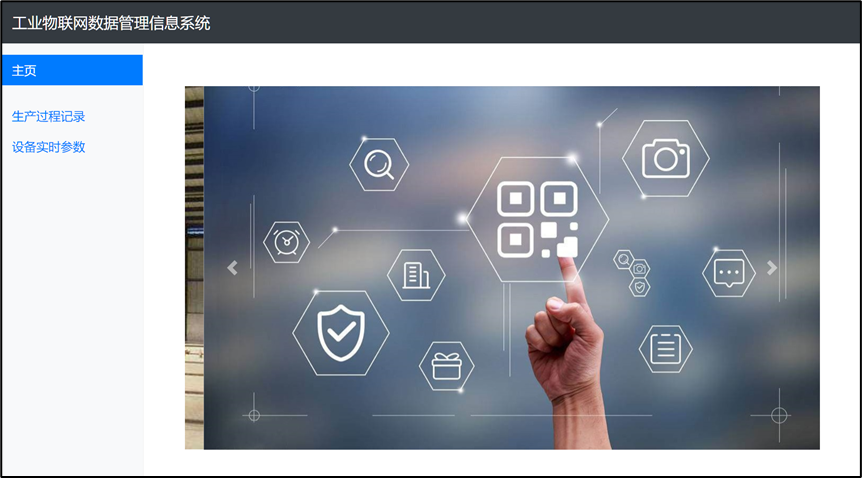 工业物联网数据管理信息系统
主页
生产过程记录
设备实时参数